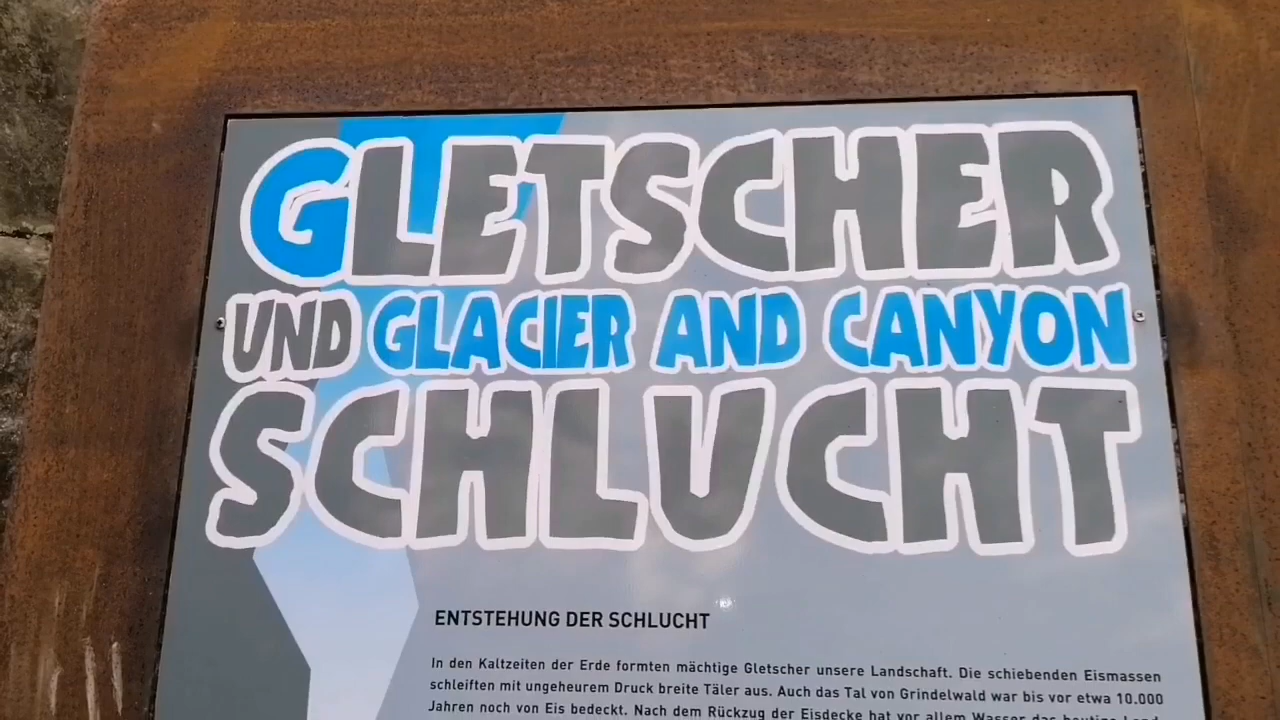 GLETSCHER
UND GLACIER AND CANYON
SCHLUCHT
ENTSTEHUNG DER SCHLUCHT
In den Kaltzeiten der Erde formten mächtige Gletscher unsere Landschaft. Die schiebenden Eismassen
schleiften mit ungeheurem Druck breite Täler aus. Auch das Tal von Grindelwald war bis vor etwa 10.000
Jahren noch von Eis bedeckt. Nach dem Rückzug der Eisdecke hat vor allem Wasser das heutige